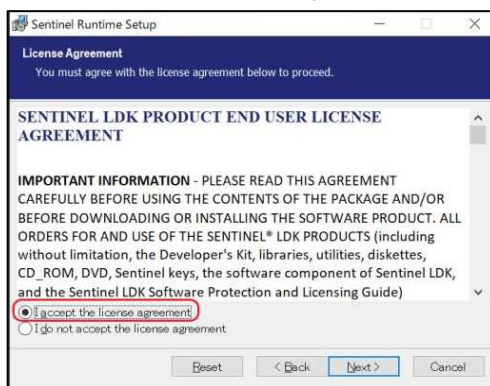 Sentinel Runtime Setup
License Agreement
You must agree with the license agreement below to proceed.
SENTINEL LDK PRODUCT END USER LICENSE
AGREEMENT
IMPORTANT INFORMATION - PLEASE READ THIS AGREEMENT
CAREFULLY BEFORE USING THE CONTENTS OF THE PACKAGE AND/OR
BEFORE DOWNLOADING OR INSTALLING THE SOFTWARE PRODUCT. ALL
ORDERS FOR AND USE OF THE SENTINEL® LDK PRODUCTS (including
without limitation, the Developer's Kit, libraries, utilities, diskettes,
CD_ROM, DVD, Sentinel keys, the software component of Sentinel LDK,
and the Sentinel LDK Software Protection and Licensing Guide)
I accept the license agreement
I do not accept the license agreement
Reset < Back Next > Cancel